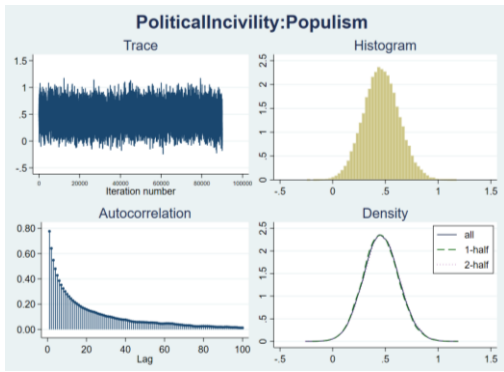 PoliticalIncivility:Populism
Trace
1.5
1
.5
0
-.5
0 20000 40000 60000 80000 100000
Iteration number
Histogram
2.5
2
1.5
1
.5
0
-.5 0 .5 1 1.5
Autocorrelation
0.80
0.60
0.40
0.20
0.00
0 20 40 60 80 100
Lag
Density
2.5
2
1.5
1
.5
0
-.5 0 .5 1 1.5
all
1-half
2-half